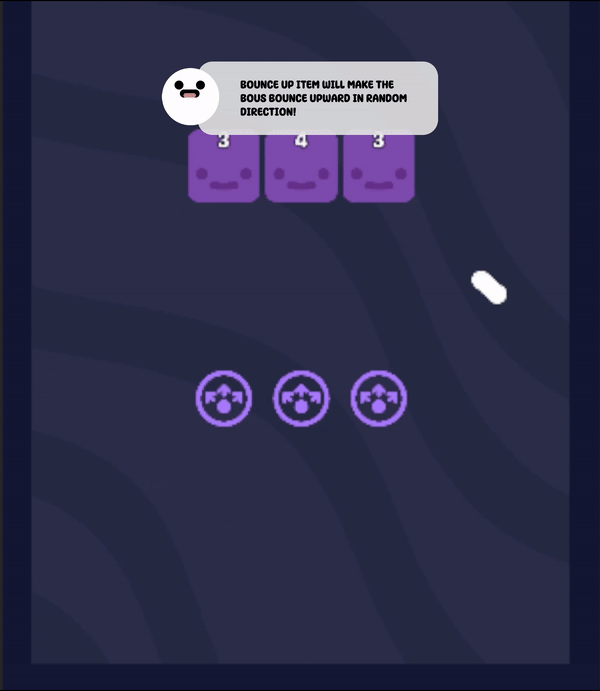 BOUNCE UP ITEM WILL MAKE THE
BOUS BOUNCE UPWARD IN RANDOM
DIRECTION!
3 4 3